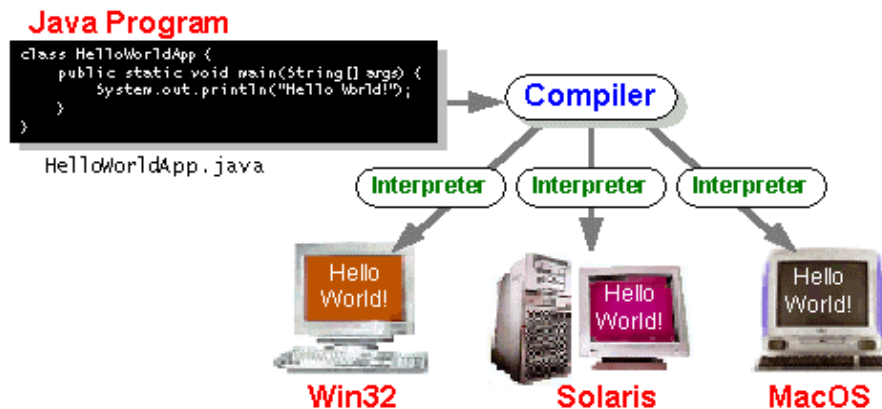 Java Program
class HelloWorldApp {
public static void main(String[] args) {
System.out.println("Hello World!");
}
}
HelloWorldApp.java
Compiler
Interpreter
Interpreter
Interpreter
Hello
World!
Hello
World!
Hello
World!
Win32
Solaris
MacOS